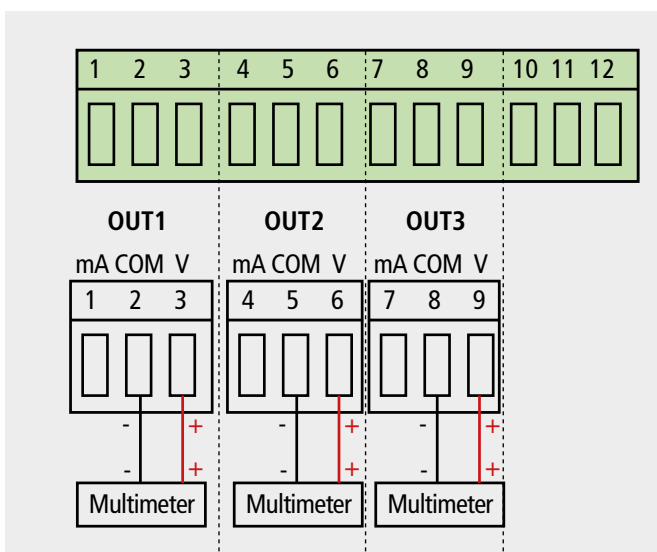 1 2 3 4 5 6 7 8 9 10 11 12
OUT1 OUT2 OUT3
mA COM V mA COM V mA COM V
1 2 3 4 5 6 7 8 9
- + - + - +
- + - + - +
Multimeter Multimeter Multimeter